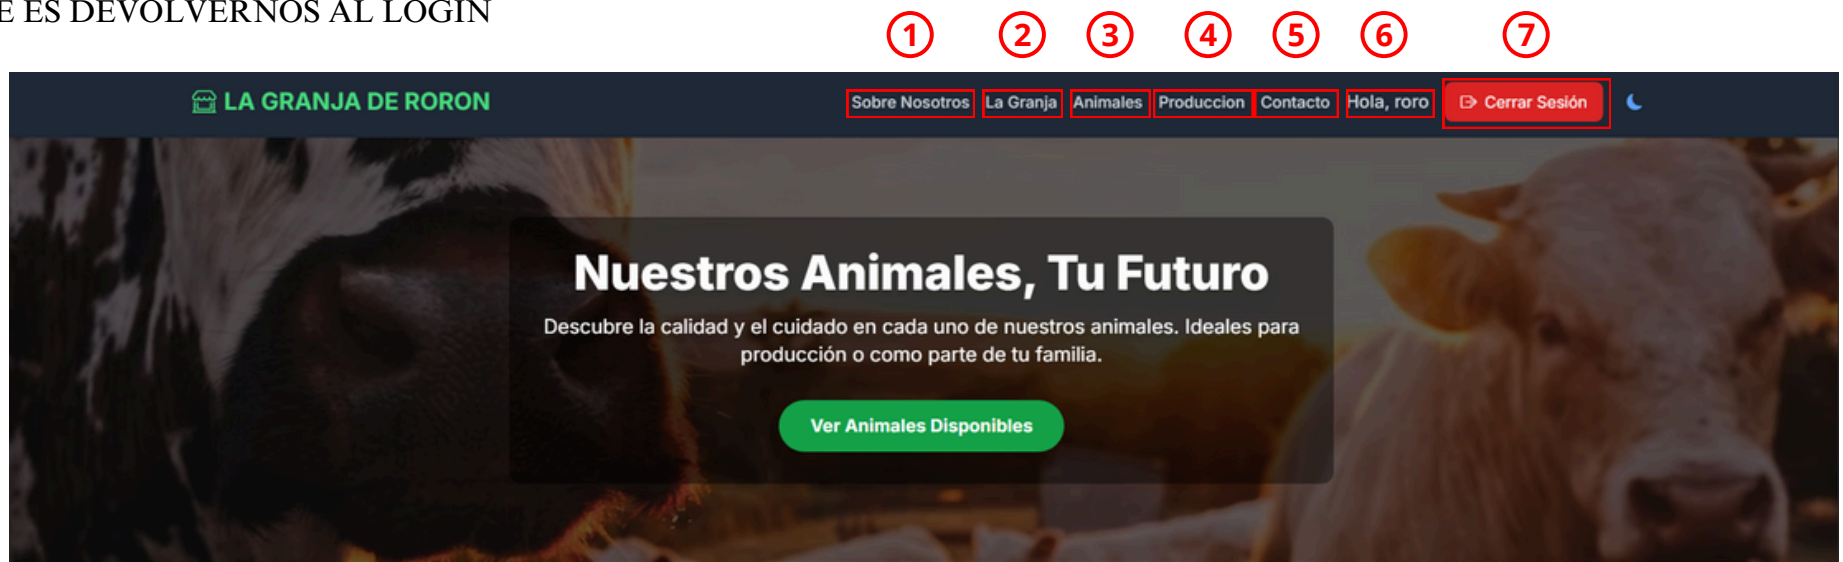 E ES DEVOLVERNOS AL LOGIN
1 2 3 4 5 6 7
LA GRANJA DE RORON Sobre Nosotros La Granja Animales Produccion Contacto Hola, roro Cerrar Sesión
Nuestros Animales, Tu Futuro
Descubre la calidad y el cuidado en cada uno de nuestros animales. Ideales para
producción o como parte de tu familia.
Ver Animales Disponibles